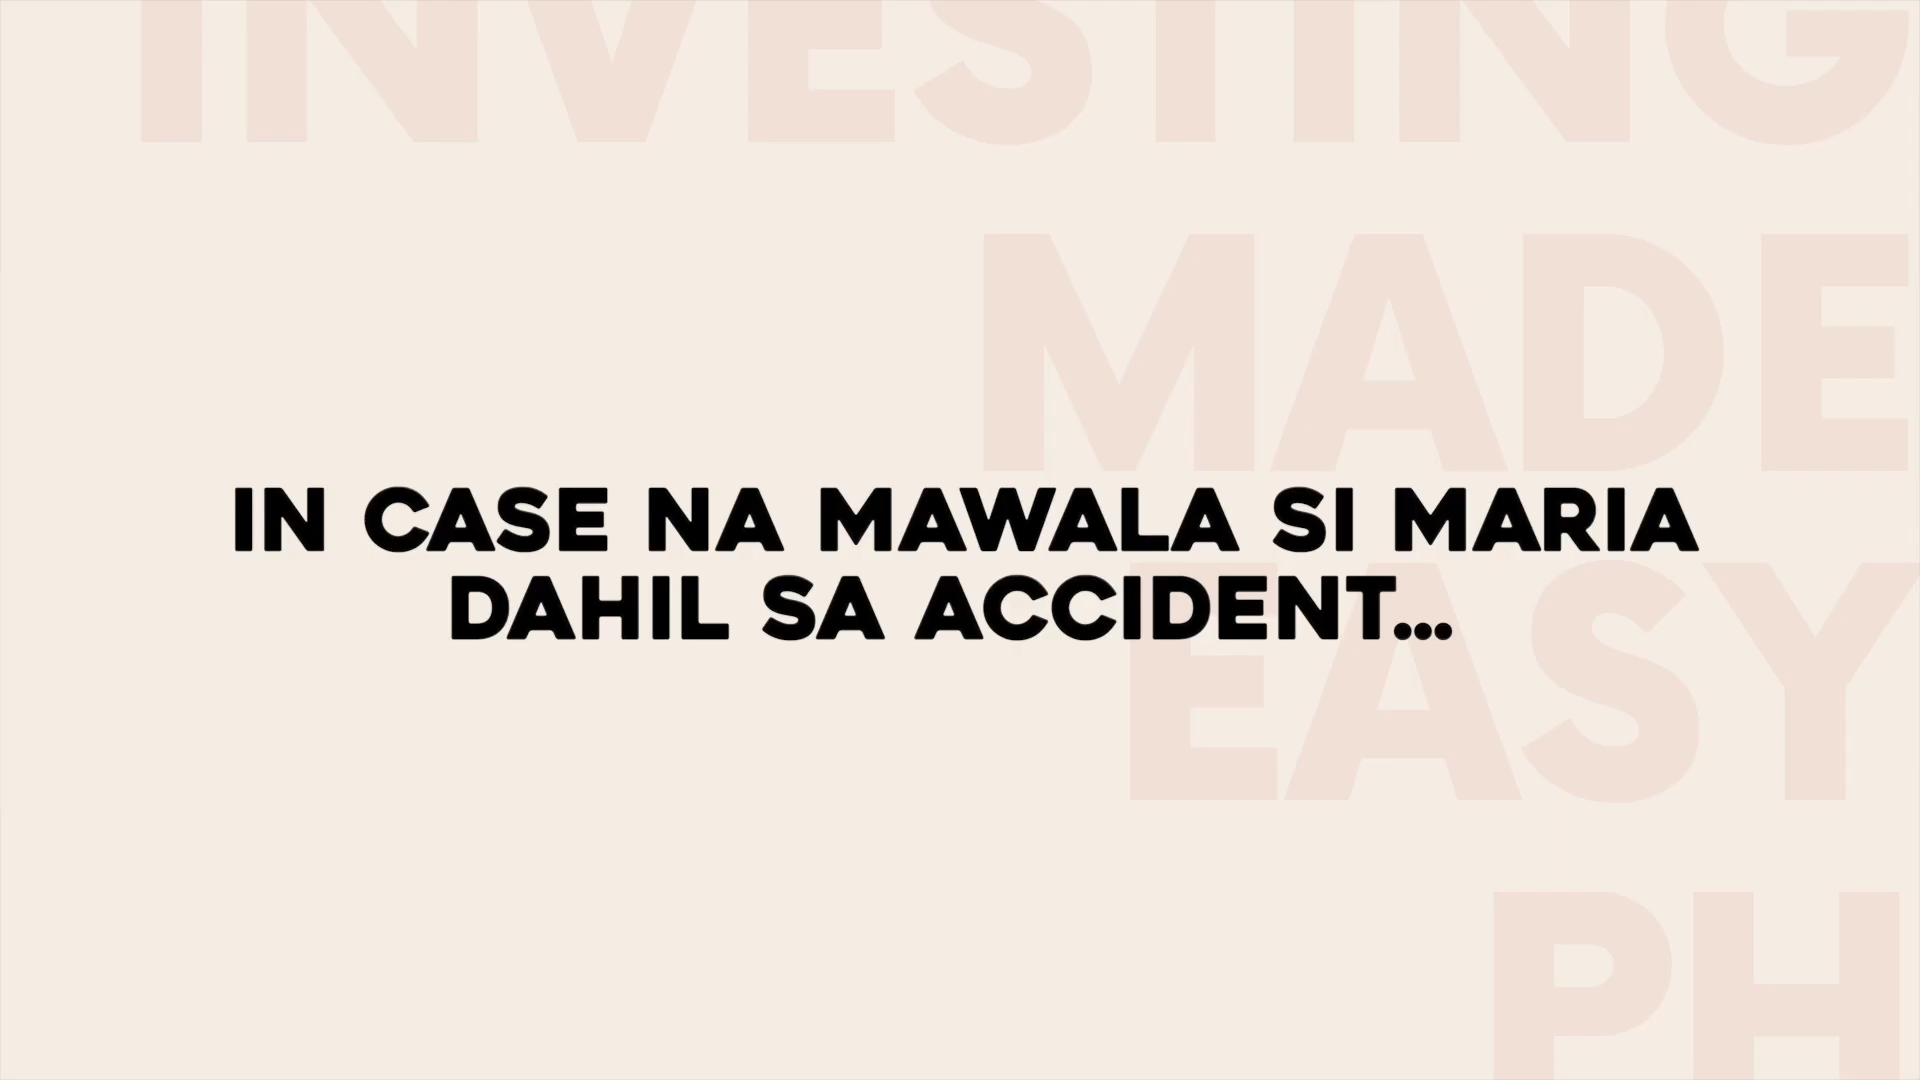 INVESTING
MADE
IN CASE NA MAWALA SI MARIA
DAHIL SA ACCIDENT...
EASY
PH